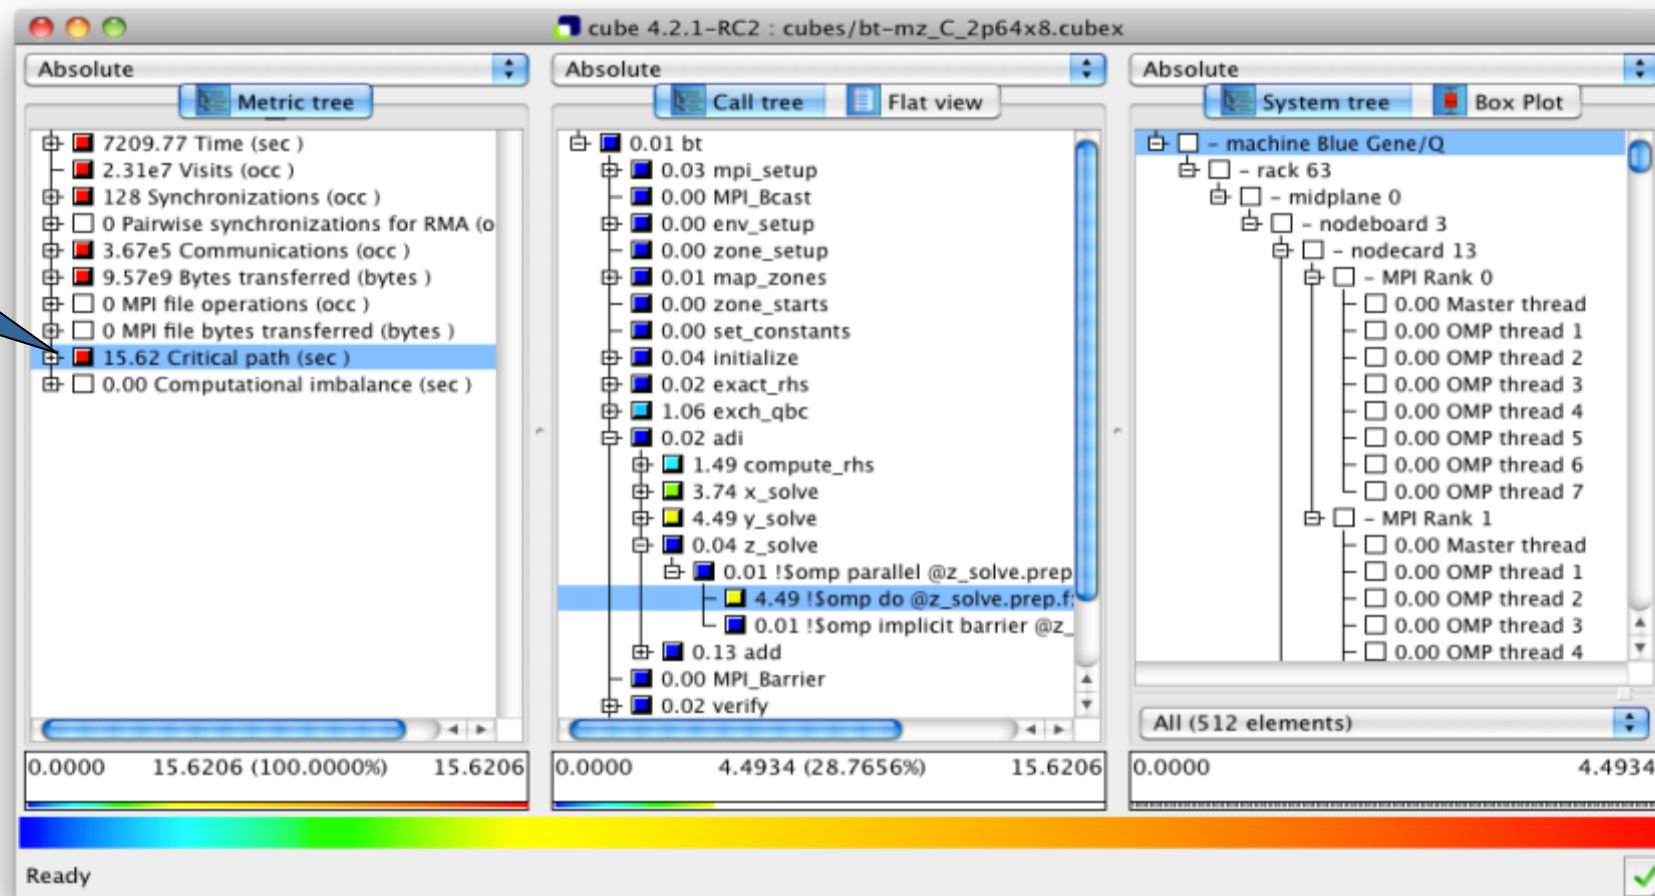 cube 4.2.1-RC2 : cubes/bt-mz_C_2p64x8.cubex
Absolute
Metric tree
7209.77 Time (sec )
2.31e7 Visits (occ )
128 Synchronizations (occ )
0 Pairwise synchronizations for RMA (o
3.67e5 Communications (occ )
9.57e9 Bytes transferred (bytes )
0 MPI file operations (occ )
0 MPI file bytes transferred (bytes )
15.62 Critical path (sec )
0.00 Computational imbalance (sec )
0.0000 15.6206 (100.0000%) 15.6206
Absolute
Call tree Flat view
0.01 bt
0.03 mpi_setup
0.00 MPI_Bcast
0.00 env_setup
0.00 zone_setup
0.01 map_zones
0.00 zone_starts
0.00 set_constants
0.04 initialize
0.02 exact_rhs
1.06 exch_qbc
0.02 adi
1.49 compute_rhs
3.74 x_solve
4.49 y_solve
0.04 z_solve
0.01 !$omp parallel @z_solve.prep
4.49 !$omp do @z_solve.prep.f:
0.01 !$omp implicit barrier @z_
0.13 add
0.00 MPI_Barrier
0.02 verify
0.0000 4.4934 (28.7656%) 15.6206
Absolute
System tree Box Plot
- machine Blue Gene/Q
- rack 63
- midplane 0
- nodeboard 3
- nodecard 13
- MPI Rank 0
0.00 Master thread
0.00 OMP thread 1
0.00 OMP thread 2
0.00 OMP thread 3
0.00 OMP thread 4
0.00 OMP thread 5
0.00 OMP thread 6
0.00 OMP thread 7
- MPI Rank 1
0.00 Master thread
0.00 OMP thread 1
0.00 OMP thread 2
0.00 OMP thread 3
0.00 OMP thread 4
All (512 elements)
0.0000 4.4934
Ready